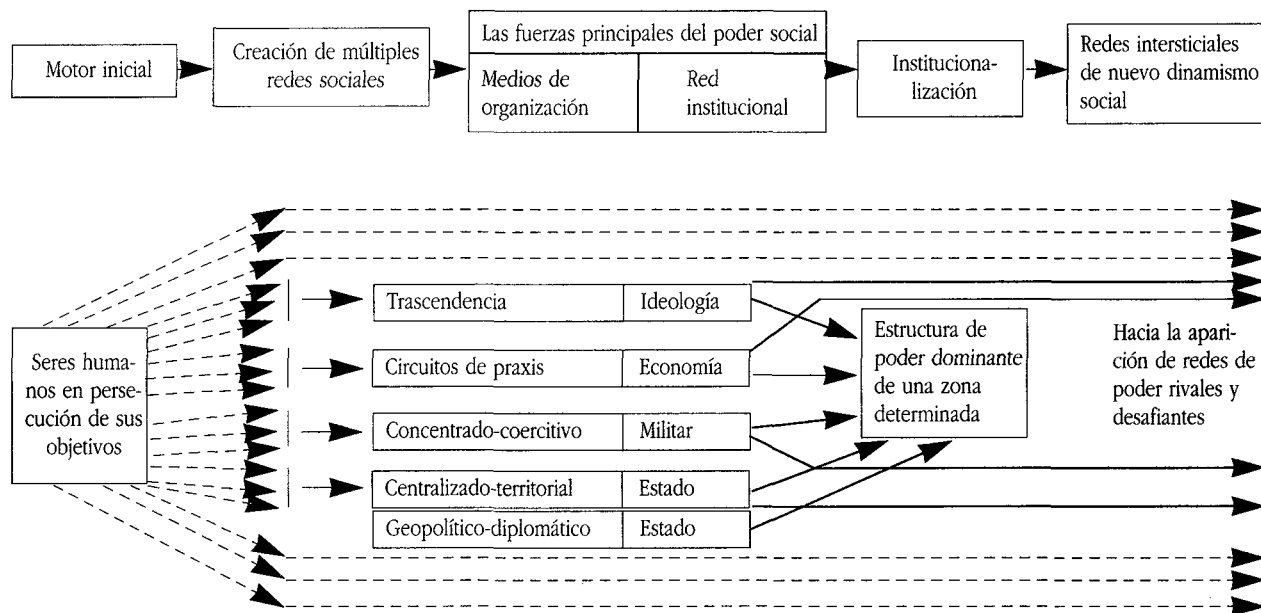 Motor inicial
Creación de múltiples
redes sociales
Las fuerzas principales del poder social
Medios de
organización
Red
institucional
Instituciona-
lización
Redes intersticiales
de nuevo dinamismo
social
Seres huma-
nos en perse-
cución de sus
objetivos
Trascendencia
Ideología
Circuitos de praxis
Economía
Concentrado-coercitivo
Militar
Centralizado-territorial
Estado
Geopolítico-diplomático
Estado
Estructura de
poder dominante
de una zona
determinada
Hacia la apari-
ción de redes de
poder rivales y
desafiantes